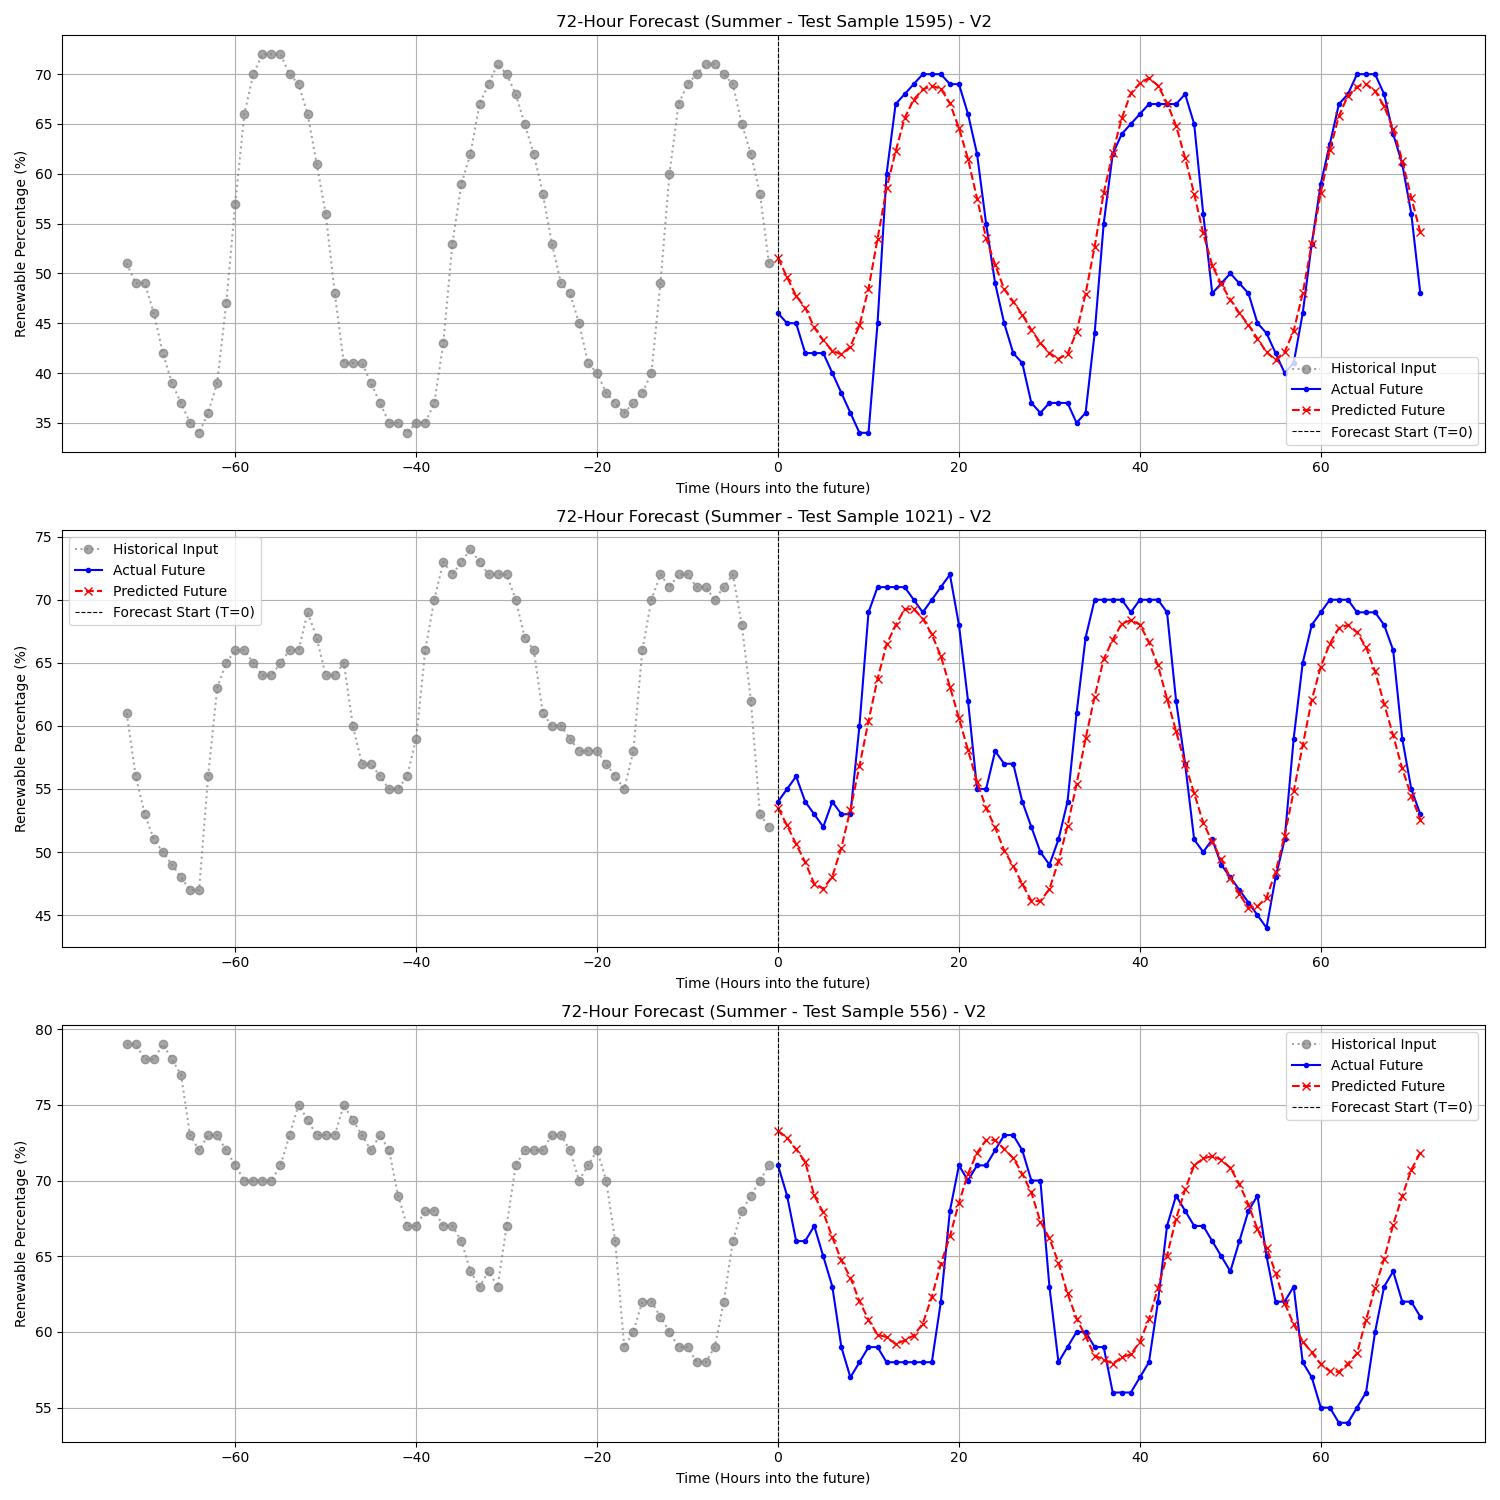 72-Hour Forecast (Summer - Test Sample 1595) - V2
Renewable Percentage (%)
70
65
60
55
50
45
40
35
Historical Input
Actual Future
Predicted Future
Forecast Start (T=0)
−60 −40 −20 0 20 40 60
Time (Hours into the future)
72-Hour Forecast (Summer - Test Sample 1021) - V2
Renewable Percentage (%)
75
70
65
60
55
50
45
Historical Input
Actual Future
Predicted Future
Forecast Start (T=0)
−60 −40 −20 0 20 40 60
Time (Hours into the future)
72-Hour Forecast (Summer - Test Sample 556) - V2
Renewable Percentage (%)
80
75
70
65
60
55
Historical Input
Actual Future
Predicted Future
Forecast Start (T=0)
−60 −40 −20 0 20 40 60
Time (Hours into the future)